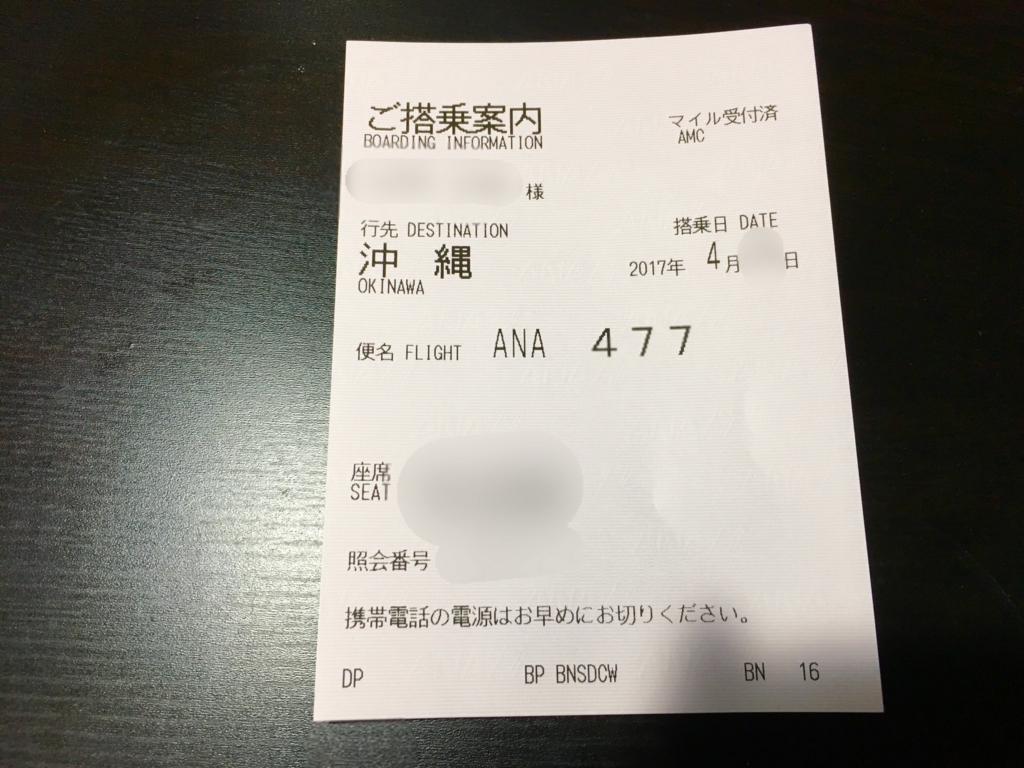 ご搭乗案内
BOARDING INFORMATION
マイル受付済
AMC
様
行先 DESTINATION
沖 縄
OKINAWA
搭乗日 DATE
2017年 4月 日
便名 FLIGHT ANA 477
座席
SEAT
照会番号
携帯電話の電源はお早めにお切りください。
DP BP BNSDCW BN 16